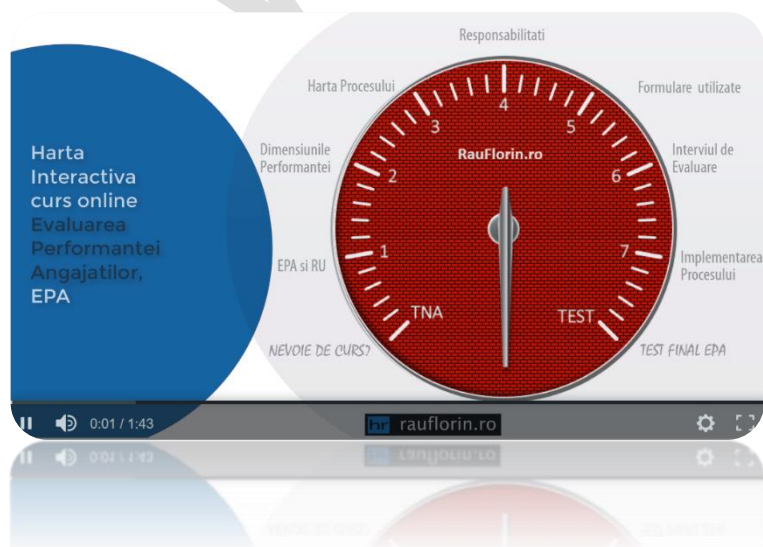 Harta
Interactiva
curs online
Evaluarea
Performantei
Angajatilor,
EPA
Responsabilitati
Harta Procesului
Formulare utilizate
Dimensiunile
Performantei
Interviul de
Evaluare
EPA si RU
Implementarea
Procesului
NEVOIE DE CURS?
TEST FINAL EPA
RauFlorin.ro
TNA
1
2
3
4
5
6
7
TEST
0:01 / 1:43
hr rauflorin.ro